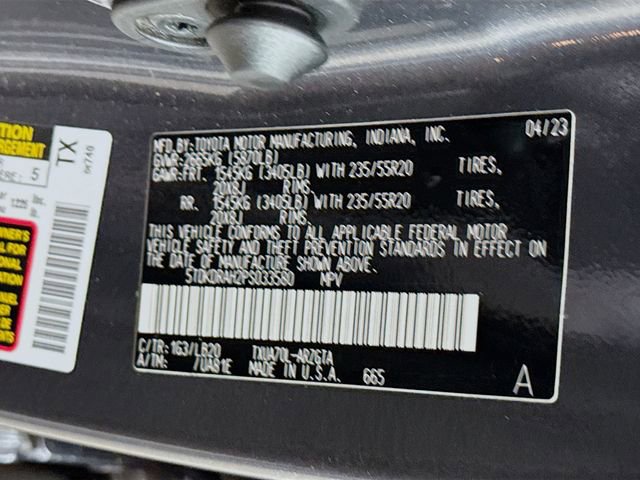 MFD.BY:TOYOTA MOTOR MANUFACTURING, INDIANA, INC. 04/23
GVWR:2665KG (5870LB)
GAWR:FRT. 1545KG (3405LB) WITH 235/55R20 TIRES,
20X8J RIMS
RR. 1545KG (3405LB) WITH 235/55R20 TIRES,
20X8J RIMS
THIS VEHICLE CONFORMS TO ALL APPLICABLE FEDERAL MOTOR
VEHICLE SAFETY AND THEFT PREVENTION STANDARDS IN EFFECT ON
THE DATE OF MANUFACTURE SHOWN ABOVE.
5TDKDRAH2PS033560 MPV
C/TR:1G3/LB20 TXUA70L-ARZGTA
A/TM: /UA81E MADE IN U.S.A. 665
A
TX